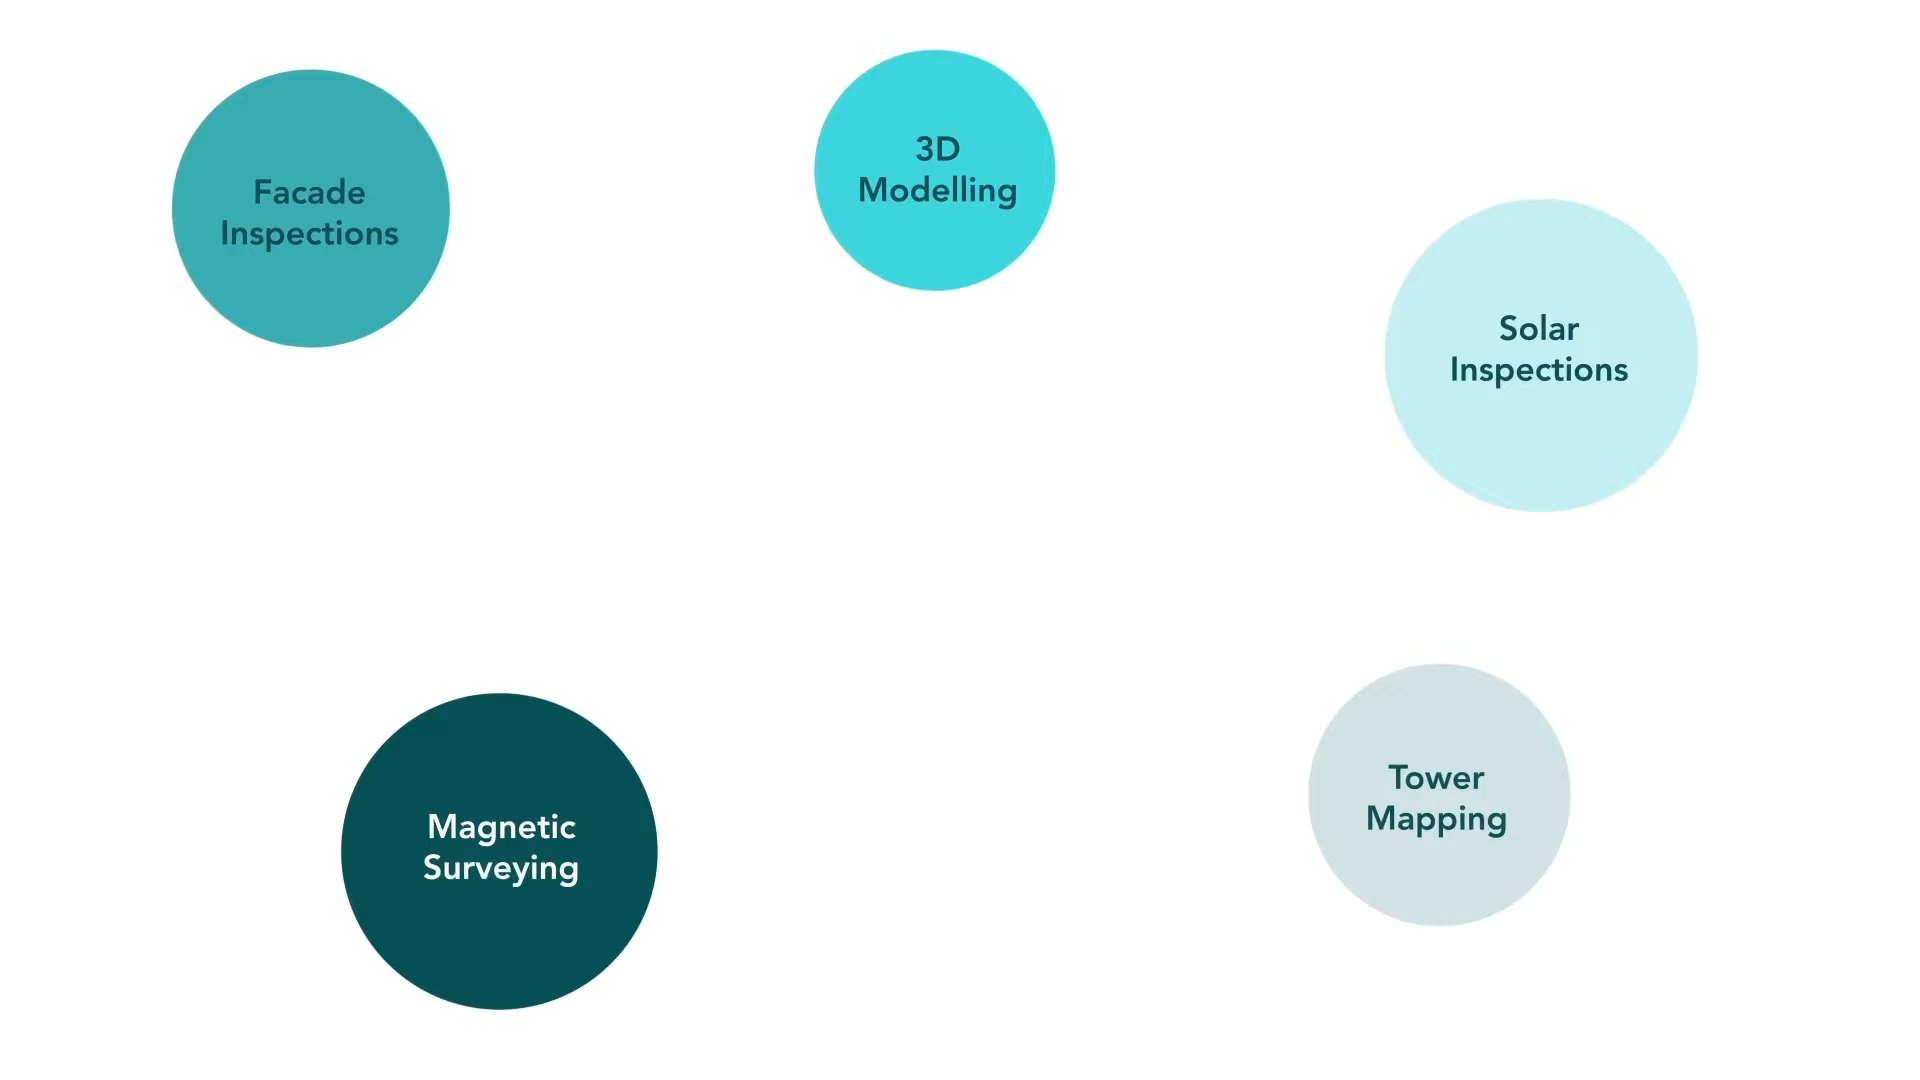 Facade
Inspections
3D
Modelling
Solar
Inspections
Magnetic
Surveying
Tower
Mapping